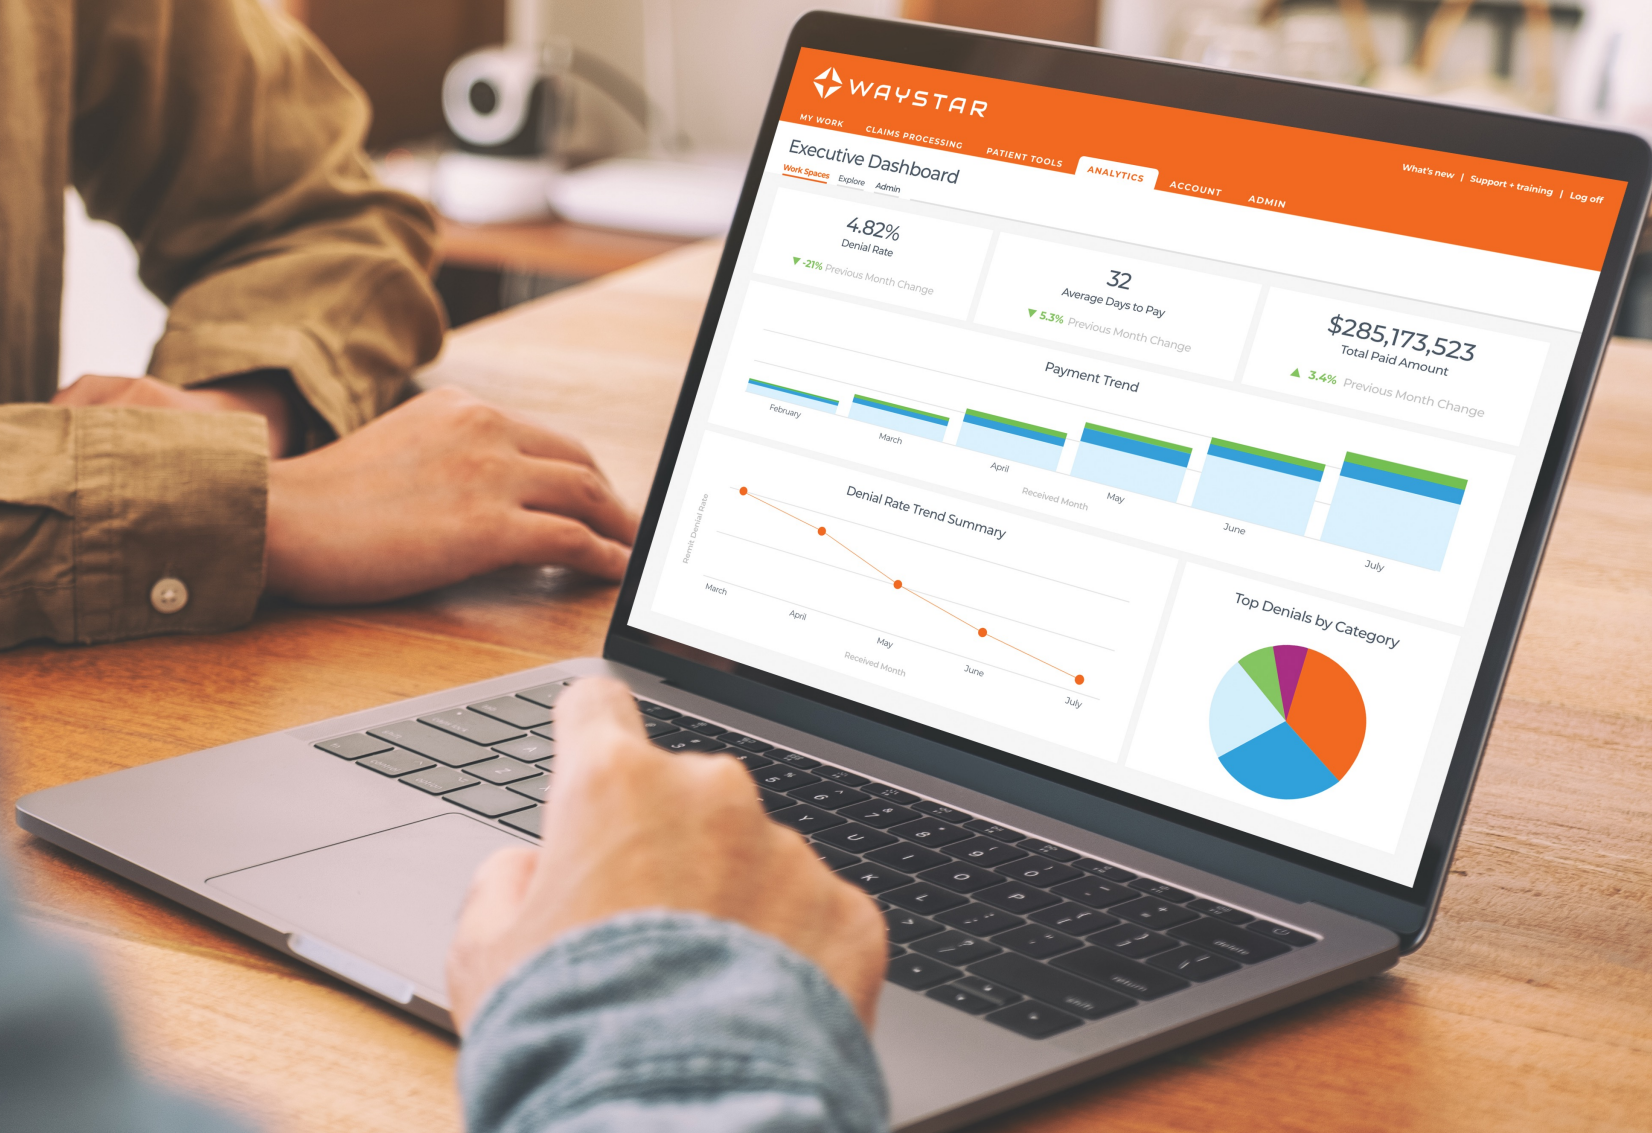 WAYSTAR
What's new | Support + training | Log off
MY WORK CLAIMS PROCESSING PATIENT TOOLS ANALYTICS ACCOUNT ADMIN
Executive Dashboard
Work Spaces Explore Admin
4.82%
Denial Rate
▼ -21% Previous Month Change
32
Average Days to Pay
▼ 5.3% Previous Month Change
$285,173,523
Total Paid Amount
▲ 3.4% Previous Month Change
Payment Trend
February March April May June July
Received Month
Denial Rate Trend Summary
Remit Denial Rate
March April May June July
Received Month
Top Denials by Category
delete
return
shift